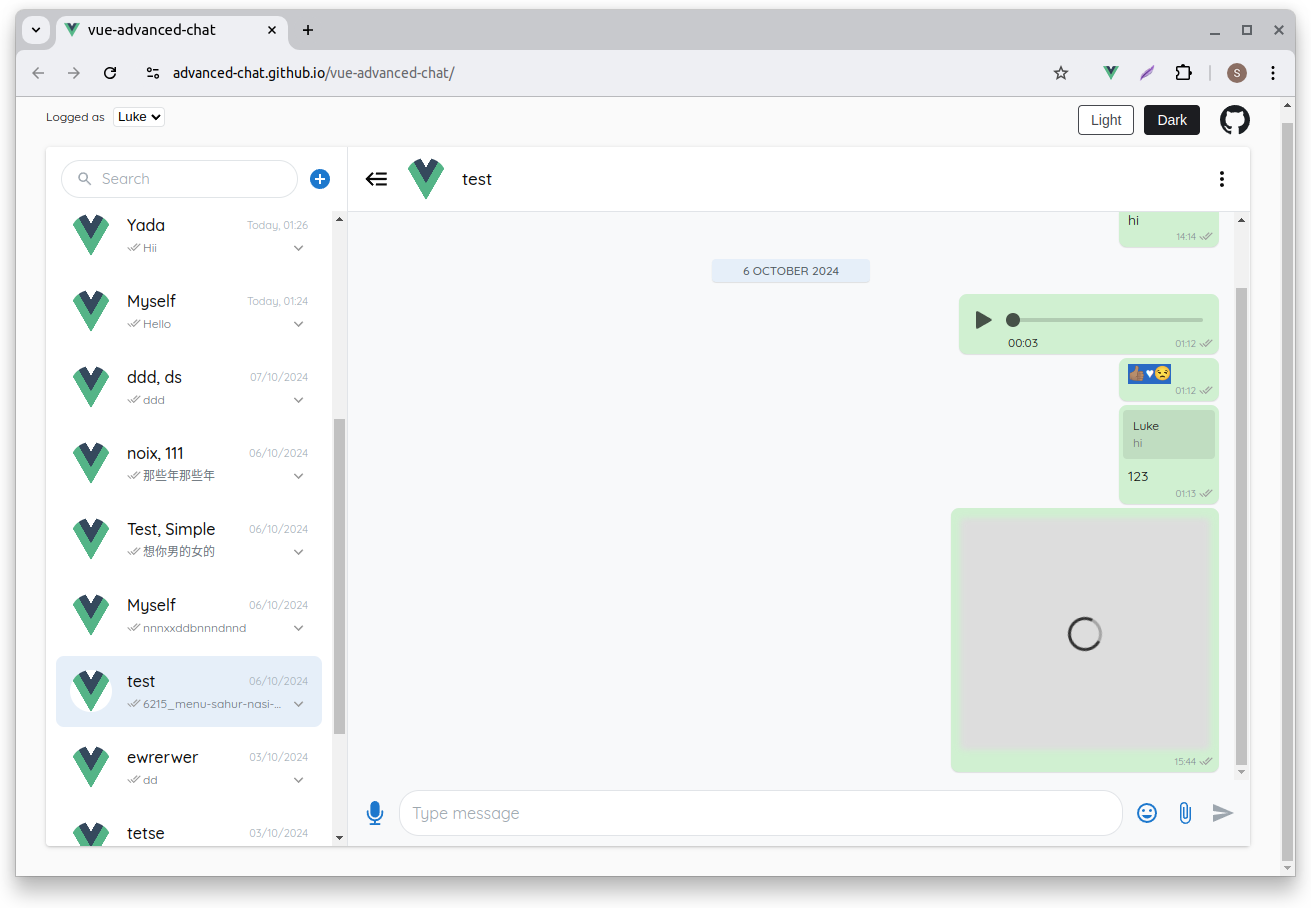 vue-advanced-chat
advanced-chat.github.io/vue-advanced-chat/
S
Logged as Luke
Light
Dark
Search
test
Yada
Today, 01:26
Hii
Myself
Today, 01:24
Hello
ddd, ds
07/10/2024
ddd
noix, 111
06/10/2024
那些年那些年
Test, Simple
06/10/2024
想你男的女的
Myself
06/10/2024
nnnxxddbnnndnnd
test
06/10/2024
6215_menu-sahur-nasi-...
ewrerwer
03/10/2024
dd
tetse
03/10/2024
hi
14:14
6 OCTOBER 2024
00:03
01:12
👍🏽♥😒
01:12
Luke
hi
123
01:13
15:44
Type message